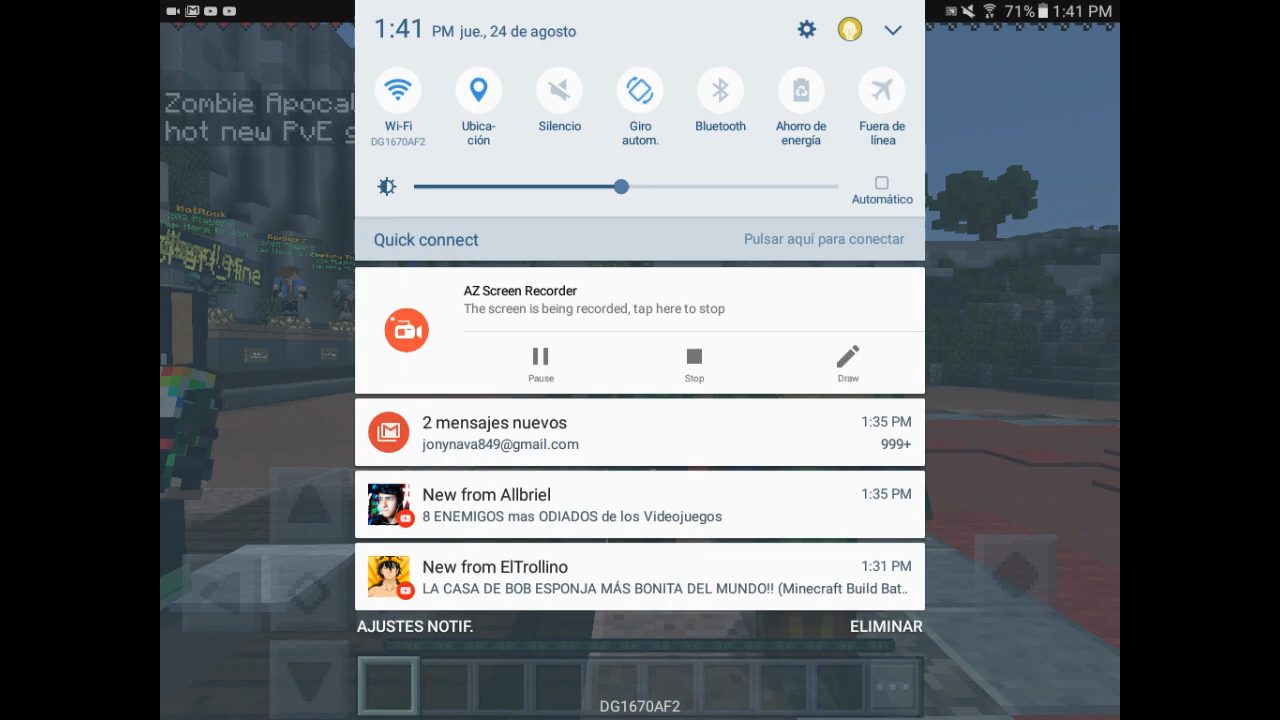 71% 1:41 PM
1:41 PM jue., 24 de agosto
Zombie Apocal
hot new PvE g
Wi-Fi
DG1670AF2
Ubica-
ción
Silencio
Giro
autom.
Bluetooth
Ahorro de
energía
Fuera de
línea
Automático
Quick connect
Pulsar aquí para conectar
AZ Screen Recorder
The screen is being recorded, tap here to stop
Pause
Stop
Draw
2 mensajes nuevos
1:35 PM
jonynava849@gmail.com
999+
New from Allbriel
1:35 PM
8 ENEMIGOS mas ODIADOS de los Videojuegos
New from ElTrollino
1:31 PM
LA CASA DE BOB ESPONJA MÁS BONITA DEL MUNDO!! (Minecraft Build Bat..
AJUSTES NOTIF.
ELIMINAR
DG1670AF2